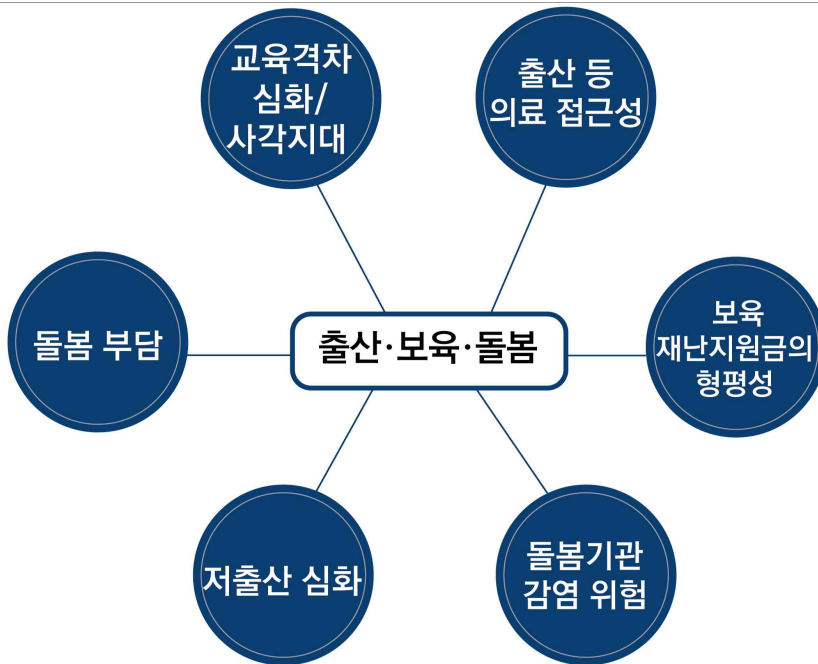 교육격차
심화/
사각지대
출산 등
의료 접근성
돌봄 부담
출산·보육·돌봄
보육
재난지원금의
형평성
저출산 심화
돌봄기관
감염 위험